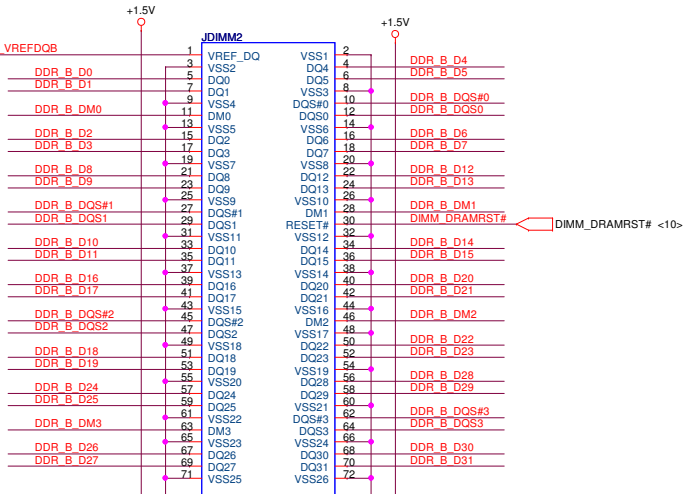 +1.5V
+1.5V
JDIMM2
VREFDQB 1 VREF_DQ VSS1 2
3 VSS2 DQ4 4 DDR_B_D4
DDR_B_D0 5 DQ0 DQ5 6 DDR_B_D5
DDR_B_D1 7 DQ1 VSS3 8
9 VSS4 DQS#0 10 DDR_B_DQS#0
DDR_B_DM0 11 DM0 DQS0 12 DDR_B_DQS0
13 VSS5 VSS6 14
DDR_B_D2 15 DQ2 DQ6 16 DDR_B_D6
DDR_B_D3 17 DQ3 DQ7 18 DDR_B_D7
19 VSS7 VSS8 20
DDR_B_D8 21 DQ8 DQ12 22 DDR_B_D12
DDR_B_D9 23 DQ9 DQ13 24 DDR_B_D13
25 VSS9 VSS10 26
DDR_B_DQS#1 27 DQS#1 DM1 28 DDR_B_DM1
DDR_B_DQS1 29 DQS1 RESET# 30 DIMM_DRAMRST# DIMM_DRAMRST# <10>
31 VSS11 VSS12 32
DDR_B_D10 33 DQ10 DQ14 34 DDR_B_D14
DDR_B_D11 35 DQ11 DQ15 36 DDR_B_D15
37 VSS13 VSS14 38
DDR_B_D16 39 DQ16 DQ20 40 DDR_B_D20
DDR_B_D17 41 DQ17 DQ21 42 DDR_B_D21
43 VSS15 VSS16 44
DDR_B_DQS#2 45 DQS#2 DM2 46 DDR_B_DM2
DDR_B_DQS2 47 DQS2 VSS17 48
49 VSS18 DQ22 50 DDR_B_D22
DDR_B_D18 51 DQ18 DQ23 52 DDR_B_D23
DDR_B_D19 53 DQ19 VSS19 54
55 VSS20 DQ28 56 DDR_B_D28
DDR_B_D24 57 DQ24 DQ29 58 DDR_B_D29
DDR_B_D25 59 DQ25 VSS21 60
61 VSS22 DQS#3 62 DDR_B_DQS#3
DDR_B_DM3 63 DM3 DQS3 64 DDR_B_DQS3
65 VSS23 VSS24 66
DDR_B_D26 67 DQ26 DQ30 68 DDR_B_D30
DDR_B_D27 69 DQ27 DQ31 70 DDR_B_D31
71 VSS25 VSS26 72